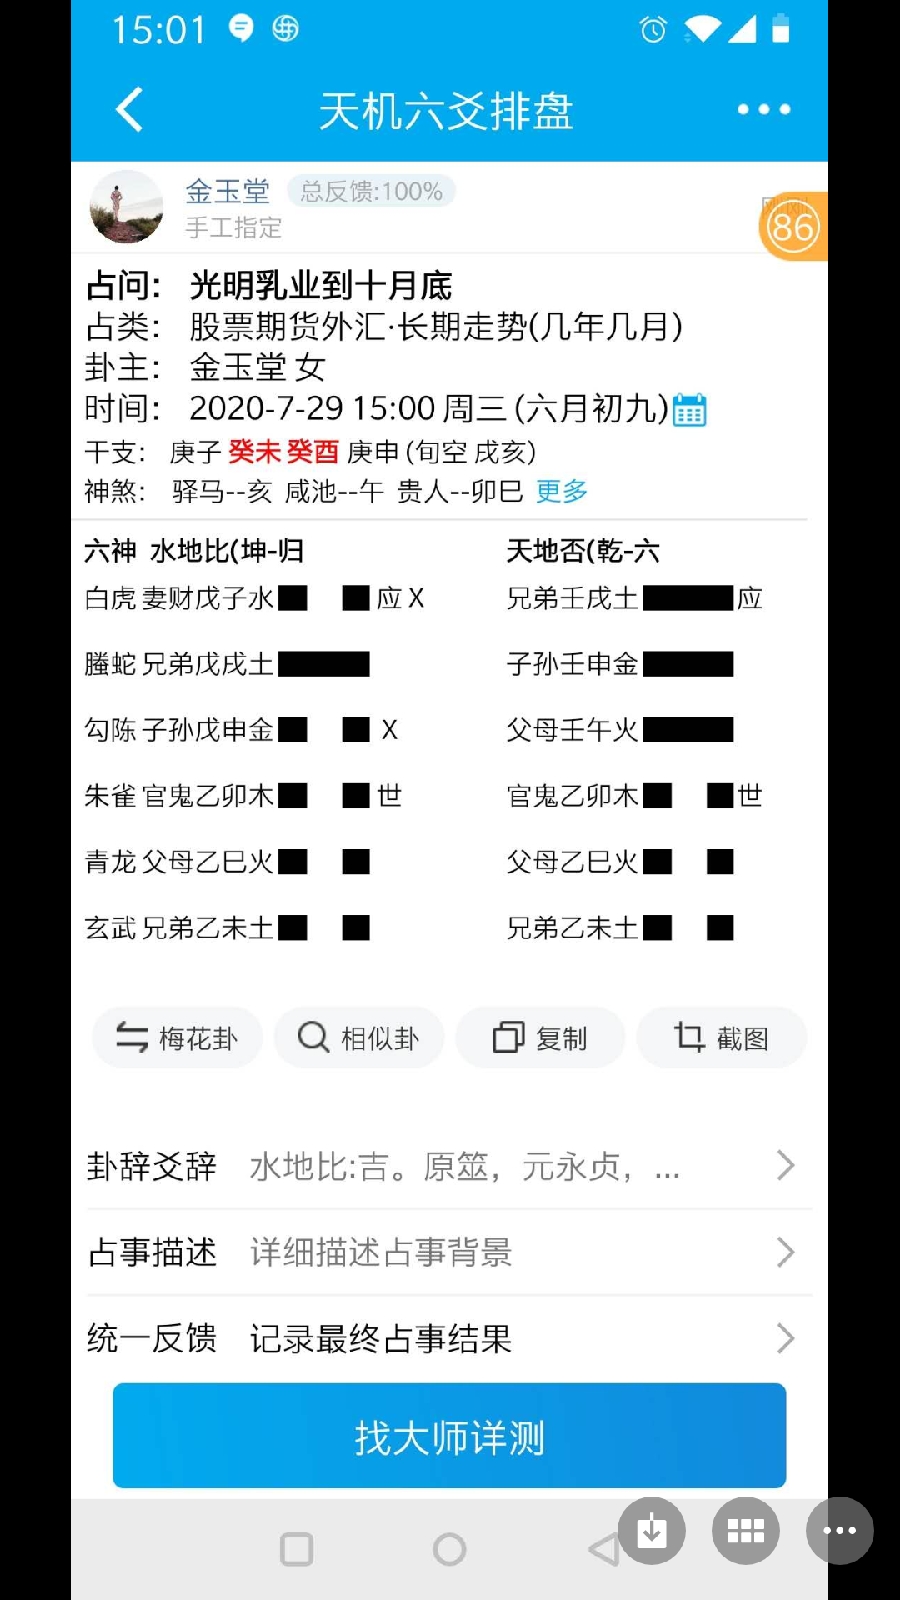 15:01
天机六爻排盘
金玉堂 总反馈:100%
手工指定
86
占问： 光明乳业到十月底
占类： 股票期货外汇·长期走势(几年几月)
卦主： 金玉堂 女
时间： 2020-7-29 15:00 周三 (六月初九)
干支： 庚子 癸未 癸酉 庚申 (旬空 戌亥)
神煞： 驿马--亥 咸池--午 贵人--卯巳 更多
六神 水地比(坤-归 天地否(乾-六
白虎 妻财戊子水 应 X 兄弟壬戌土 应
螣蛇 兄弟戊戌土 子孙壬申金
勾陈 子孙戊申金 X 父母壬午火
朱雀 官鬼乙卯木 世 官鬼乙卯木 世
青龙 父母乙巳火 父母乙巳火
玄武 兄弟乙未土 兄弟乙未土
梅花卦 相似卦 复制 截图
卦辞爻辞 水地比:吉。原筮，元永贞，...
占事描述 详细描述占事背景
统一反馈 记录最终占事结果
找大师详测